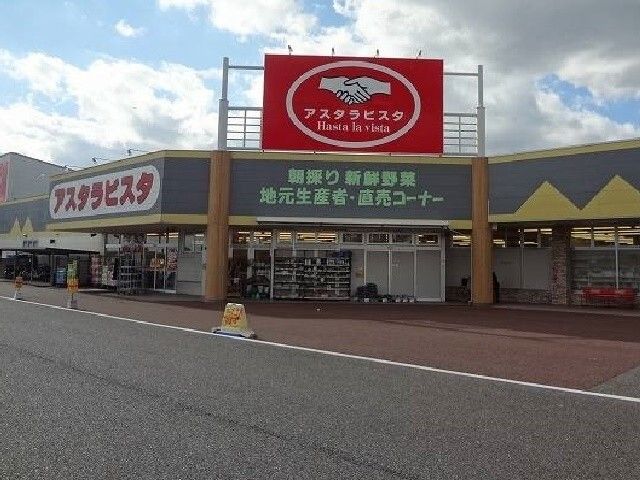 アスタラビスタ
Hasta la vista
アスタラビスタ
朝採り新鮮野菜
地元生産者・直売コーナー